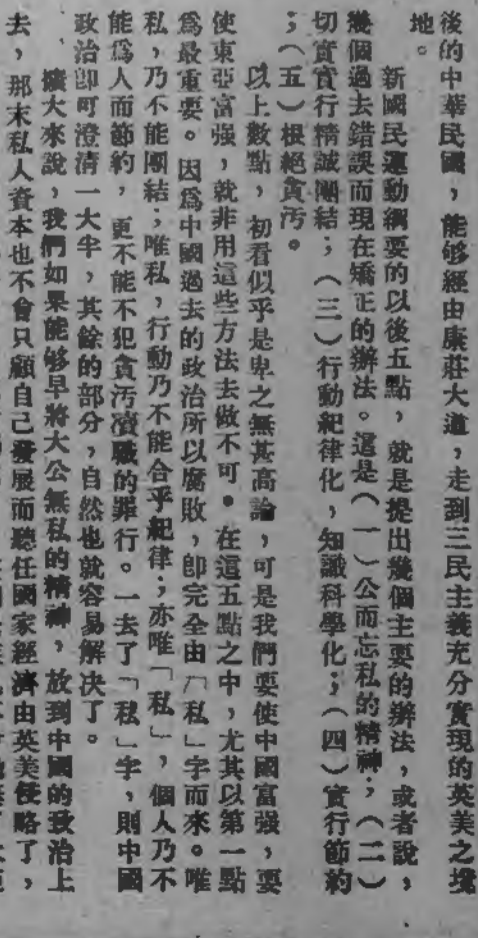 後的中華民國，能够經由康莊大道，走到三民主義充分實現的英美之境
地。
新國民運動綱要的以後五點，就是提出幾個主要的辦法，或者說，
幾個過去錯誤而現在矯正的辦法。這是（一）公而忘私的精神；（二）
切實實行精誠團結；（三）行動紀律化，知識科學化；（四）實行節約
；（五）根絕貪汚。
以上數點，初看似乎是卑之無甚高論，可是我們要使中國富强，要
使東亞富强，就非用這些方法去做不可。在這五點之中，尤其以第一點
爲最重要。因爲中國過去的政治所以腐敗，卽完全由「私」字而來。唯
私，乃不能團結；唯私，行動乃不能合乎紀律；亦唯「私」，個人乃不
能爲人而節約，更不能不犯貪汚瀆職的罪行。一去了「私」字，則中國
政治卽可澄清一大半，其餘的部分，自然也就容易解决了。
擴大來說，我們如果能够早將大公無私的精神，放到中國的政治上
去，那末私人資本也不會只顧自己發展而聽任國家經濟由英美侵略了，